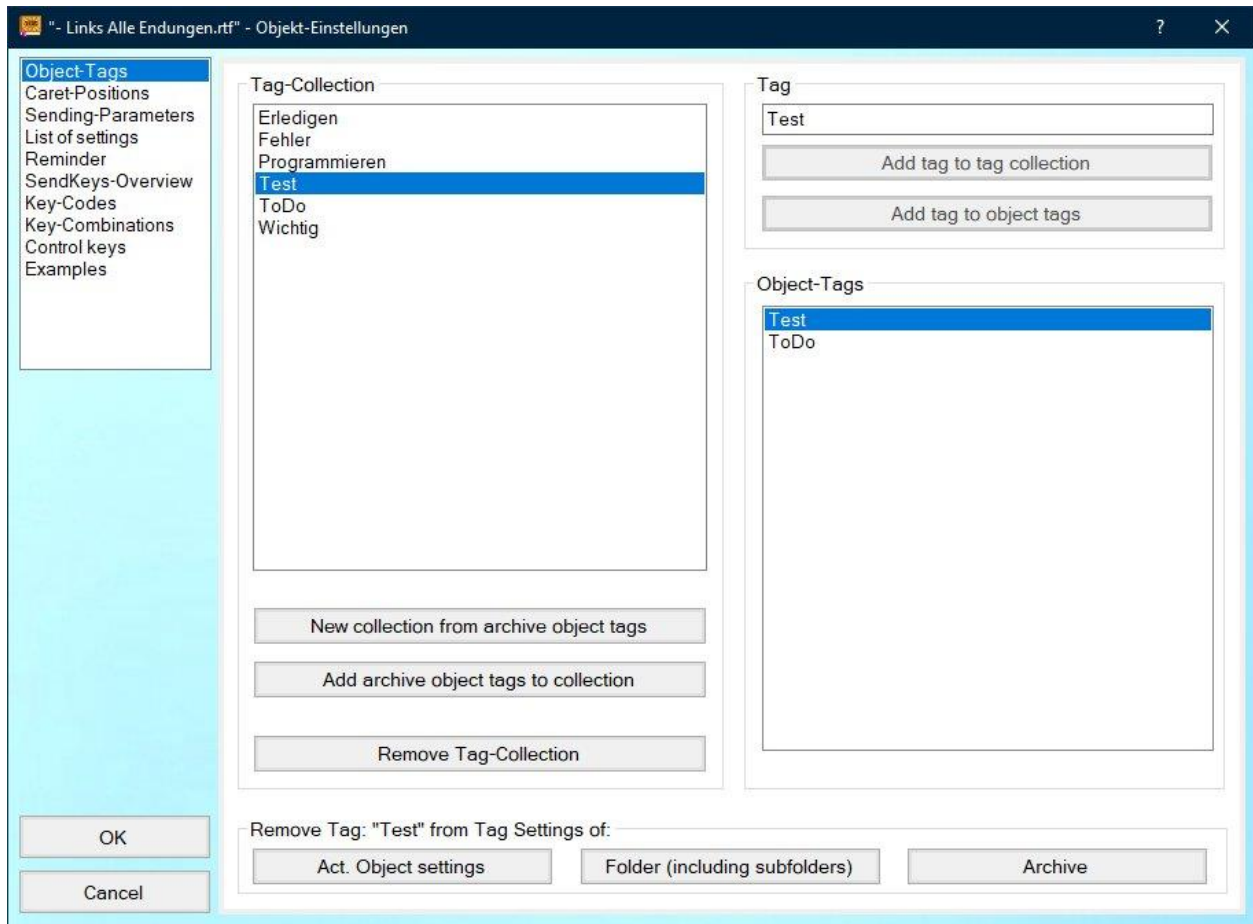 "- Links Alle Endungen.rtf" - Objekt-Einstellungen
?
Object-Tags
Caret-Positions
Sending-Parameters
List of settings
Reminder
SendKeys-Overview
Key-Codes
Key-Combinations
Control keys
Examples
OK
Cancel
Tag-Collection
Erledigen
Fehler
Programmieren
Test
ToDo
Wichtig
New collection from archive object tags
Add archive object tags to collection
Remove Tag-Collection
Tag
Test
Add tag to tag collection
Add tag to object tags
Object-Tags
Test
ToDo
Remove Tag: "Test" from Tag Settings of:
Act. Object settings
Folder (including subfolders)
Archive